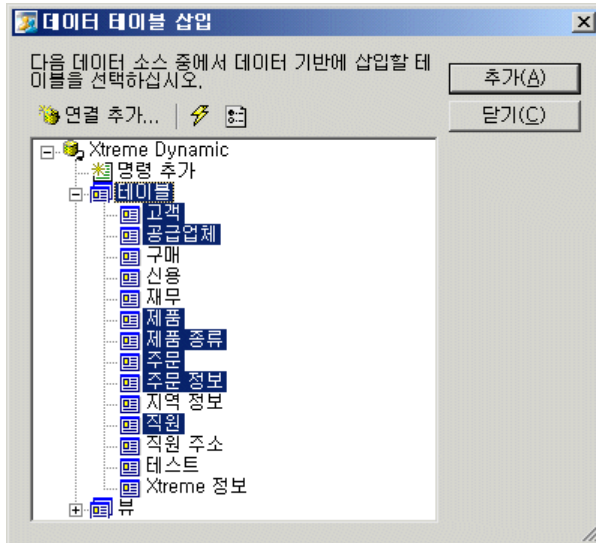 데이터 테이블 삽입
다음 데이터 소스 중에서 데이터 기반에 삽입할 테
이블을 선택하십시오.
추가(A)
닫기(C)
연결 추가...
Xtreme Dynamic
명령 추가
테이블
고객
공급업체
구매
신용
재무
제품
제품 종류
주문
주문 정보
지역 정보
직원
직원 주소
테스트
Xtreme 정보
뷰